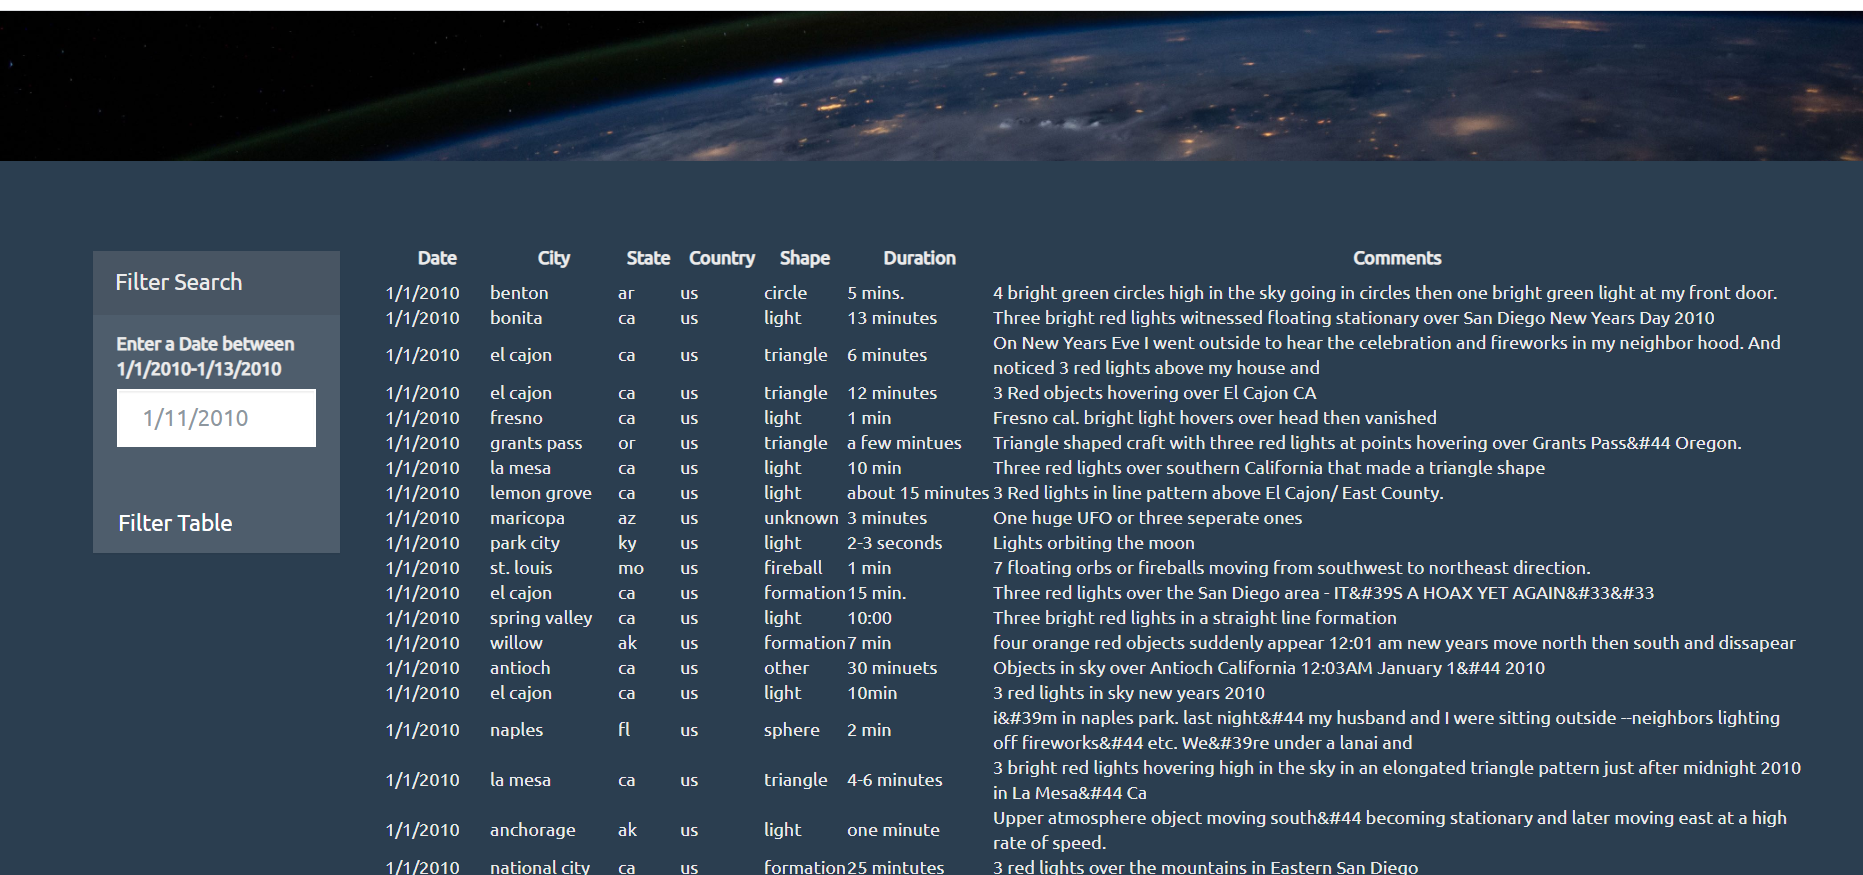 Filter Search
Enter a Date between
1/1/2010-1/13/2010
1/11/2010
Filter Table
Date City State Country Shape Duration Comments
1/1/2010 benton ar us circle 5 mins. 4 bright green circles high in the sky going in circles then one bright green light at my front door.
1/1/2010 bonita ca us light 13 minutes Three bright red lights witnessed floating stationary over San Diego New Years Day 2010
1/1/2010 el cajon ca us triangle 6 minutes On New Years Eve I went outside to hear the celebration and fireworks in my neighbor hood. And
noticed 3 red lights above my house and
1/1/2010 el cajon ca us triangle 12 minutes 3 Red objects hovering over El Cajon CA
1/1/2010 fresno ca us light 1 min Fresno cal. bright light hovers over head then vanished
1/1/2010 grants pass or us triangle a few mintues Triangle shaped craft with three red lights at points hovering over Grants Pass&#44 Oregon.
1/1/2010 la mesa ca us light 10 min Three red lights over southern California that made a triangle shape
1/1/2010 lemon grove ca us light about 15 minutes 3 Red lights in line pattern above El Cajon/ East County.
1/1/2010 maricopa az us unknown 3 minutes One huge UFO or three seperate ones
1/1/2010 park city ky us light 2-3 seconds Lights orbiting the moon
1/1/2010 st. louis mo us fireball 1 min 7 floating orbs or fireballs moving from southwest to northeast direction.
1/1/2010 el cajon ca us formation 15 min. Three red lights over the San Diego area - IT&#39S A HOAX YET AGAIN&#33&#33
1/1/2010 spring valley ca us light 10:00 Three bright red lights in a straight line formation
1/1/2010 willow ak us formation 7 min four orange red objects suddenly appear 12:01 am new years move north then south and dissapear
1/1/2010 antioch ca us other 30 minuets Objects in sky over Antioch California 12:03AM January 1&#44 2010
1/1/2010 el cajon ca us light 10min 3 red lights in sky new years 2010
1/1/2010 naples fl us sphere 2 min i&#39m in naples park. last night&#44 my husband and I were sitting outside --neighbors lighting
off fireworks&#44 etc. We&#39re under a lanai and
1/1/2010 la mesa ca us triangle 4-6 minutes 3 bright red lights hovering high in the sky in an elongated triangle pattern just after midnight 2010
in La Mesa&#44 Ca
1/1/2010 anchorage ak us light one minute Upper atmosphere object moving south&#44 becoming stationary and later moving east at a high
rate of speed.
1/1/2010 national city ca us formation 25 mintutes 3 red lights over the mountains in Eastern San Diego